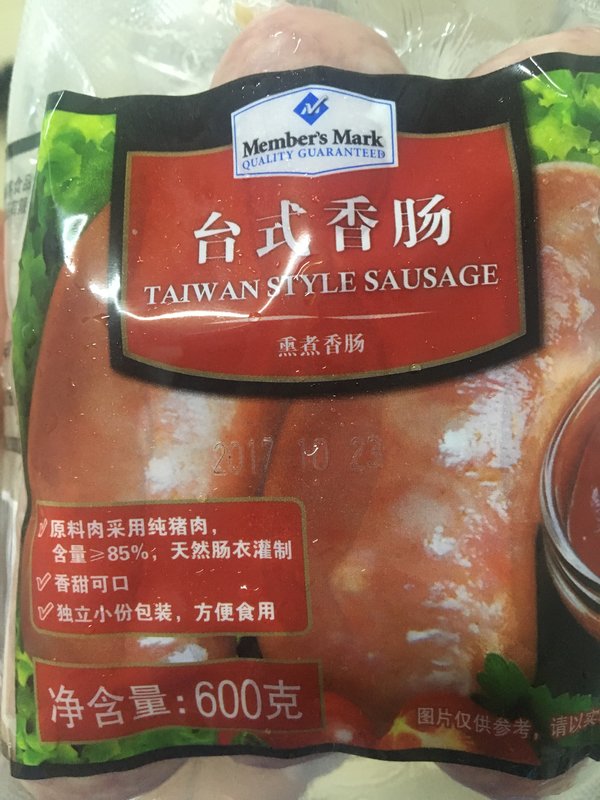 Member's Mark
QUALITY GUARANTEED
台式香肠
TAIWAN STYLE SAUSAGE
熏煮香肠
2017 10 23
原料肉采用纯猪肉，
含量≥85%，天然肠衣灌制
香甜可口
独立小份包装，方便食用
净含量：600克
图片仅供参考，请以实